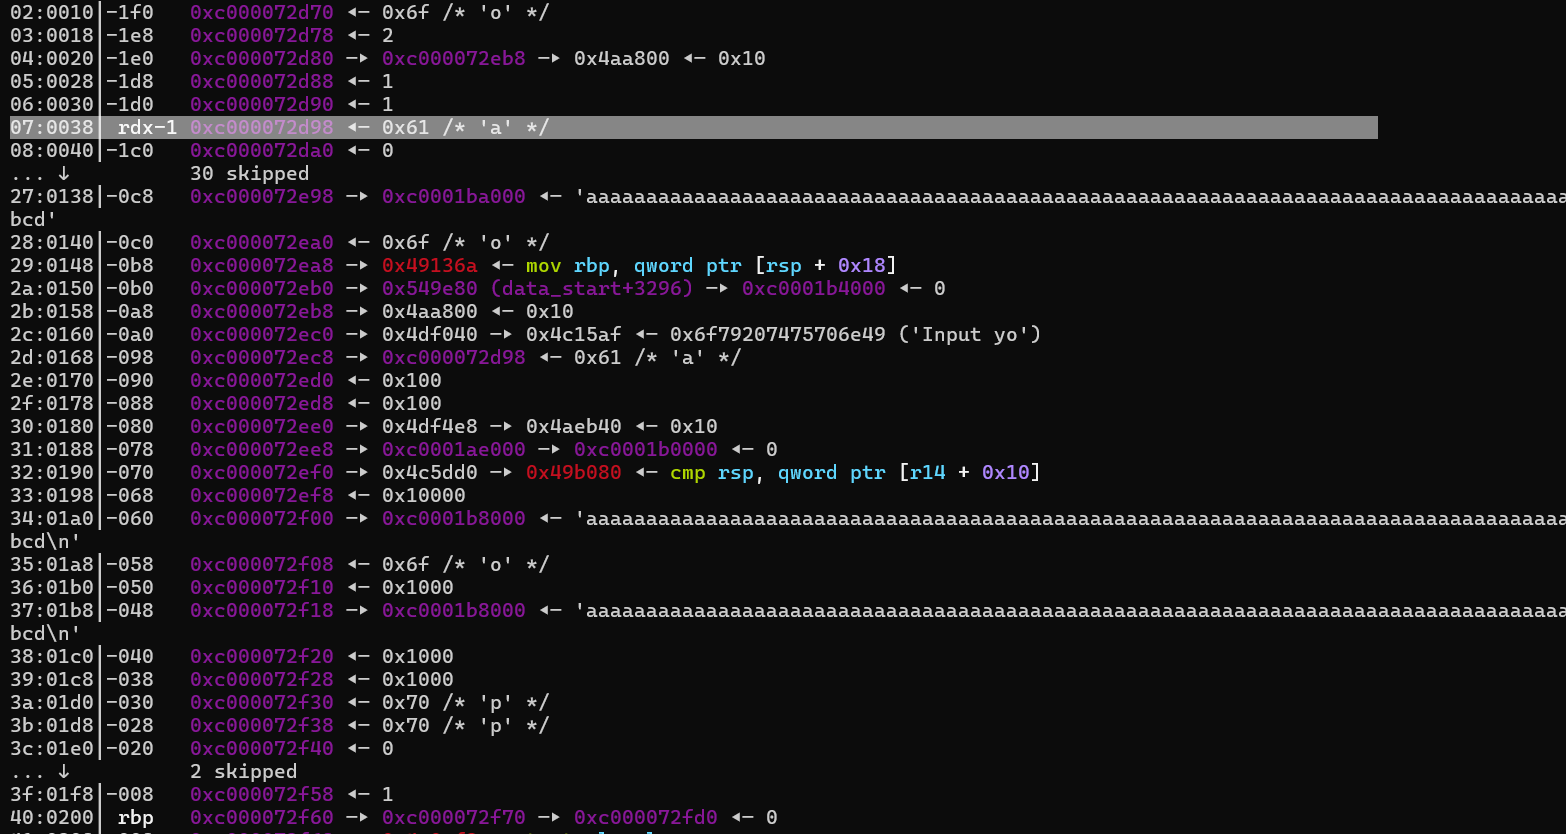 02:0010│-1f0 0xc000072d70 ◂— 0x6f /* 'o' */
03:0018│-1e8 0xc000072d78 ◂— 2
04:0020│-1e0 0xc000072d80 —▸ 0xc000072eb8 —▸ 0x4aa800 ◂— 0x10
05:0028│-1d8 0xc000072d88 ◂— 1
06:0030│-1d0 0xc000072d90 ◂— 1
07:0038│ rdx-1 0xc000072d98 ◂— 0x61 /* 'a' */
08:0040│-1c0 0xc000072da0 ◂— 0
... ↓ 30 skipped
27:0138│-0c8 0xc000072e98 —▸ 0xc0001ba000 ◂— 'aaaaaaaaaaaaaaaaaaaaaaaaaaaaaaaaaaaaaaaaaaaaaaaaaaaaaaaaaaaaaaaaaaaaaaaaaaaaaaaaa
bcd'
28:0140│-0c0 0xc000072ea0 ◂— 0x6f /* 'o' */
29:0148│-0b8 0xc000072ea8 —▸ 0x49136a ◂— mov rbp, qword ptr [rsp + 0x18]
2a:0150│-0b0 0xc000072eb0 —▸ 0x549e80 (data_start+3296) —▸ 0xc0001b4000 ◂— 0
2b:0158│-0a8 0xc000072eb8 —▸ 0x4aa800 ◂— 0x10
2c:0160│-0a0 0xc000072ec0 —▸ 0x4df040 —▸ 0x4c15af ◂— 0x6f79207475706e49 ('Input yo')
2d:0168│-098 0xc000072ec8 —▸ 0xc000072d98 ◂— 0x61 /* 'a' */
2e:0170│-090 0xc000072ed0 ◂— 0x100
2f:0178│-088 0xc000072ed8 ◂— 0x100
30:0180│-080 0xc000072ee0 —▸ 0x4df4e8 —▸ 0x4aeb40 ◂— 0x10
31:0188│-078 0xc000072ee8 —▸ 0xc0001ae000 —▸ 0xc0001b0000 ◂— 0
32:0190│-070 0xc000072ef0 —▸ 0x4c5dd0 —▸ 0x49b080 ◂— cmp rsp, qword ptr [r14 + 0x10]
33:0198│-068 0xc000072ef8 ◂— 0x10000
34:01a0│-060 0xc000072f00 —▸ 0xc0001b8000 ◂— 'aaaaaaaaaaaaaaaaaaaaaaaaaaaaaaaaaaaaaaaaaaaaaaaaaaaaaaaaaaaaaaaaaaaaaaaaaaaaaaaaa
bcd\n'
35:01a8│-058 0xc000072f08 ◂— 0x6f /* 'o' */
36:01b0│-050 0xc000072f10 ◂— 0x1000
37:01b8│-048 0xc000072f18 —▸ 0xc0001b8000 ◂— 'aaaaaaaaaaaaaaaaaaaaaaaaaaaaaaaaaaaaaaaaaaaaaaaaaaaaaaaaaaaaaaaaaaaaaaaaaaaaaaaaa
bcd\n'
38:01c0│-040 0xc000072f20 ◂— 0x1000
39:01c8│-038 0xc000072f28 ◂— 0x1000
3a:01d0│-030 0xc000072f30 ◂— 0x70 /* 'p' */
3b:01d8│-028 0xc000072f38 ◂— 0x70 /* 'p' */
3c:01e0│-020 0xc000072f40 ◂— 0
... ↓ 2 skipped
3f:01f8│-008 0xc000072f58 ◂— 1
40:0200│ rbp 0xc000072f60 —▸ 0xc000072f70 —▸ 0xc000072fd0 ◂— 0